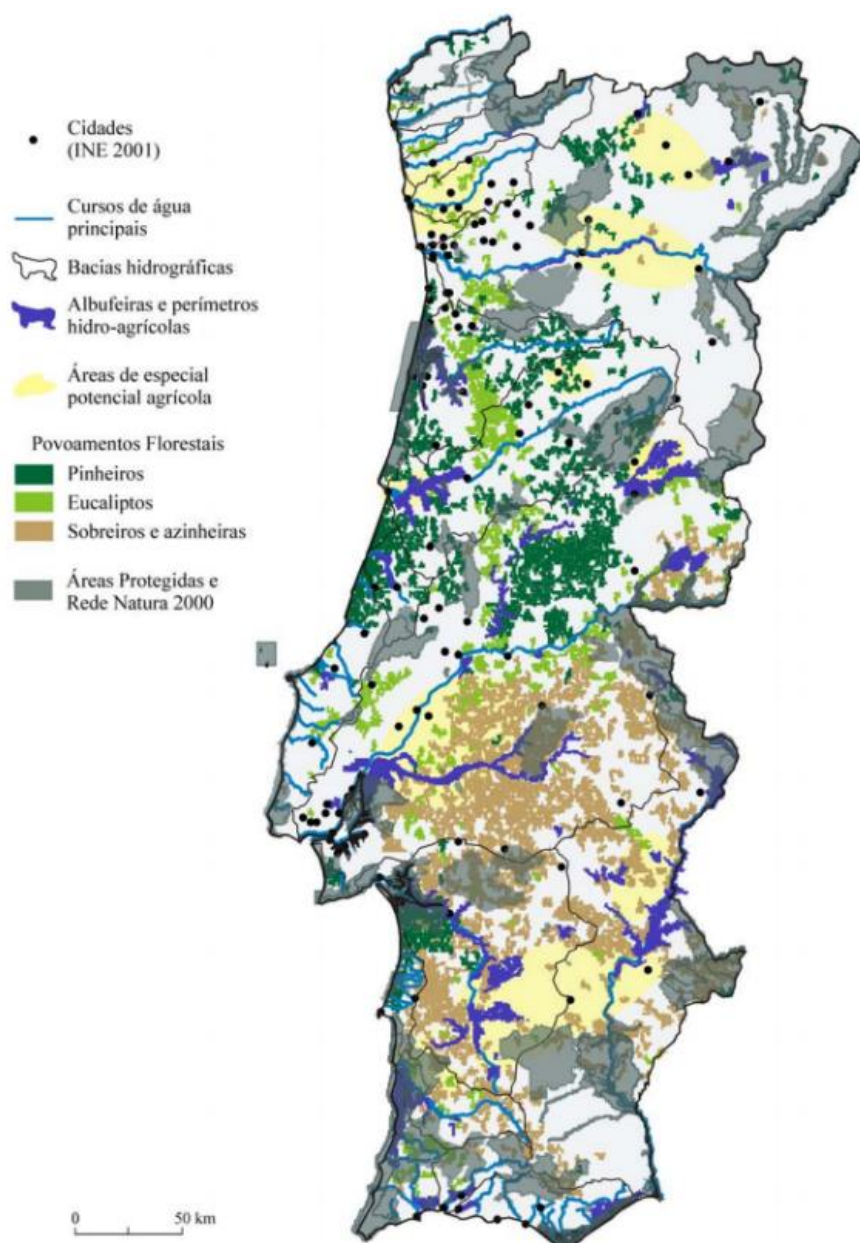 Cidades
(INE 2001)
Cursos de água
principais
Bacias hidrográficas
Albufeiras e perímetros
hidro-agrícolas
Áreas de especial
potencial agrícola
Povoamentos Florestais
Pinheiros
Eucaliptos
Sobreiros e azinheiras
Áreas Protegidas e
Rede Natura 2000
0 50 km